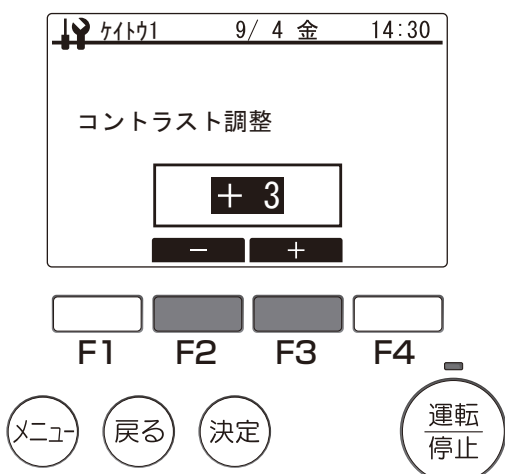 ｹｲﾄｳ1 9/ 4 金 14:30
コントラスト調整
＋ 3
－ ＋
F1 F2 F3 F4
ﾒﾆｭｰ 戻る 決定 運転
停止